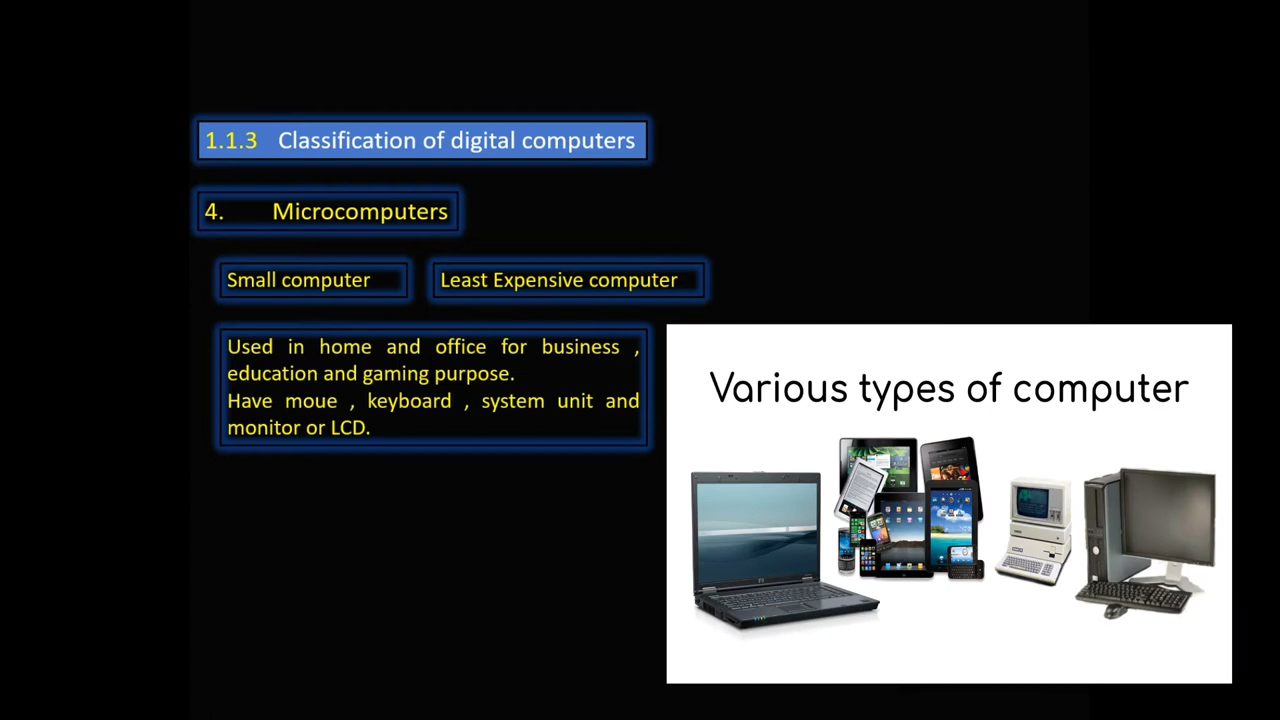 1.1.3 Classification of digital computers
4. Microcomputers
Small computer
Least Expensive computer
Used in home and office for business ,
education and gaming purpose.
Have moue , keyboard , system unit and
monitor or LCD.
Various types of computer